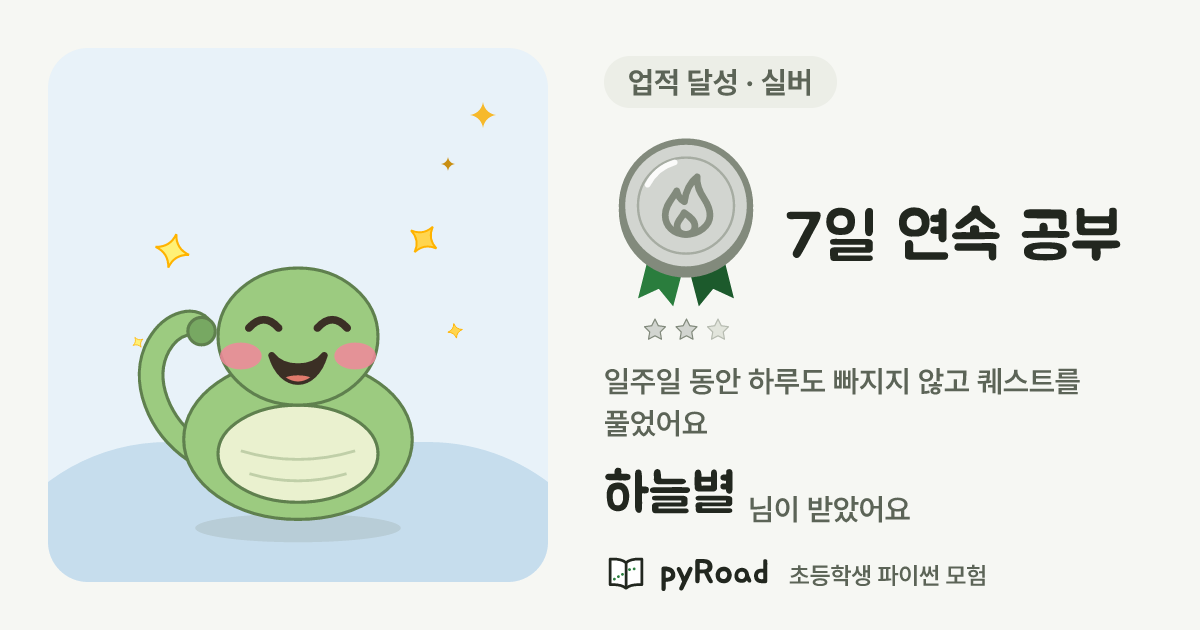 업적 달성 · 실버
7일 연속 공부
일주일 동안 하루도 빠지지 않고 퀘스트를
풀었어요
하늘별 님이 받았어요
pyRoad 초등학생 파이썬 모험